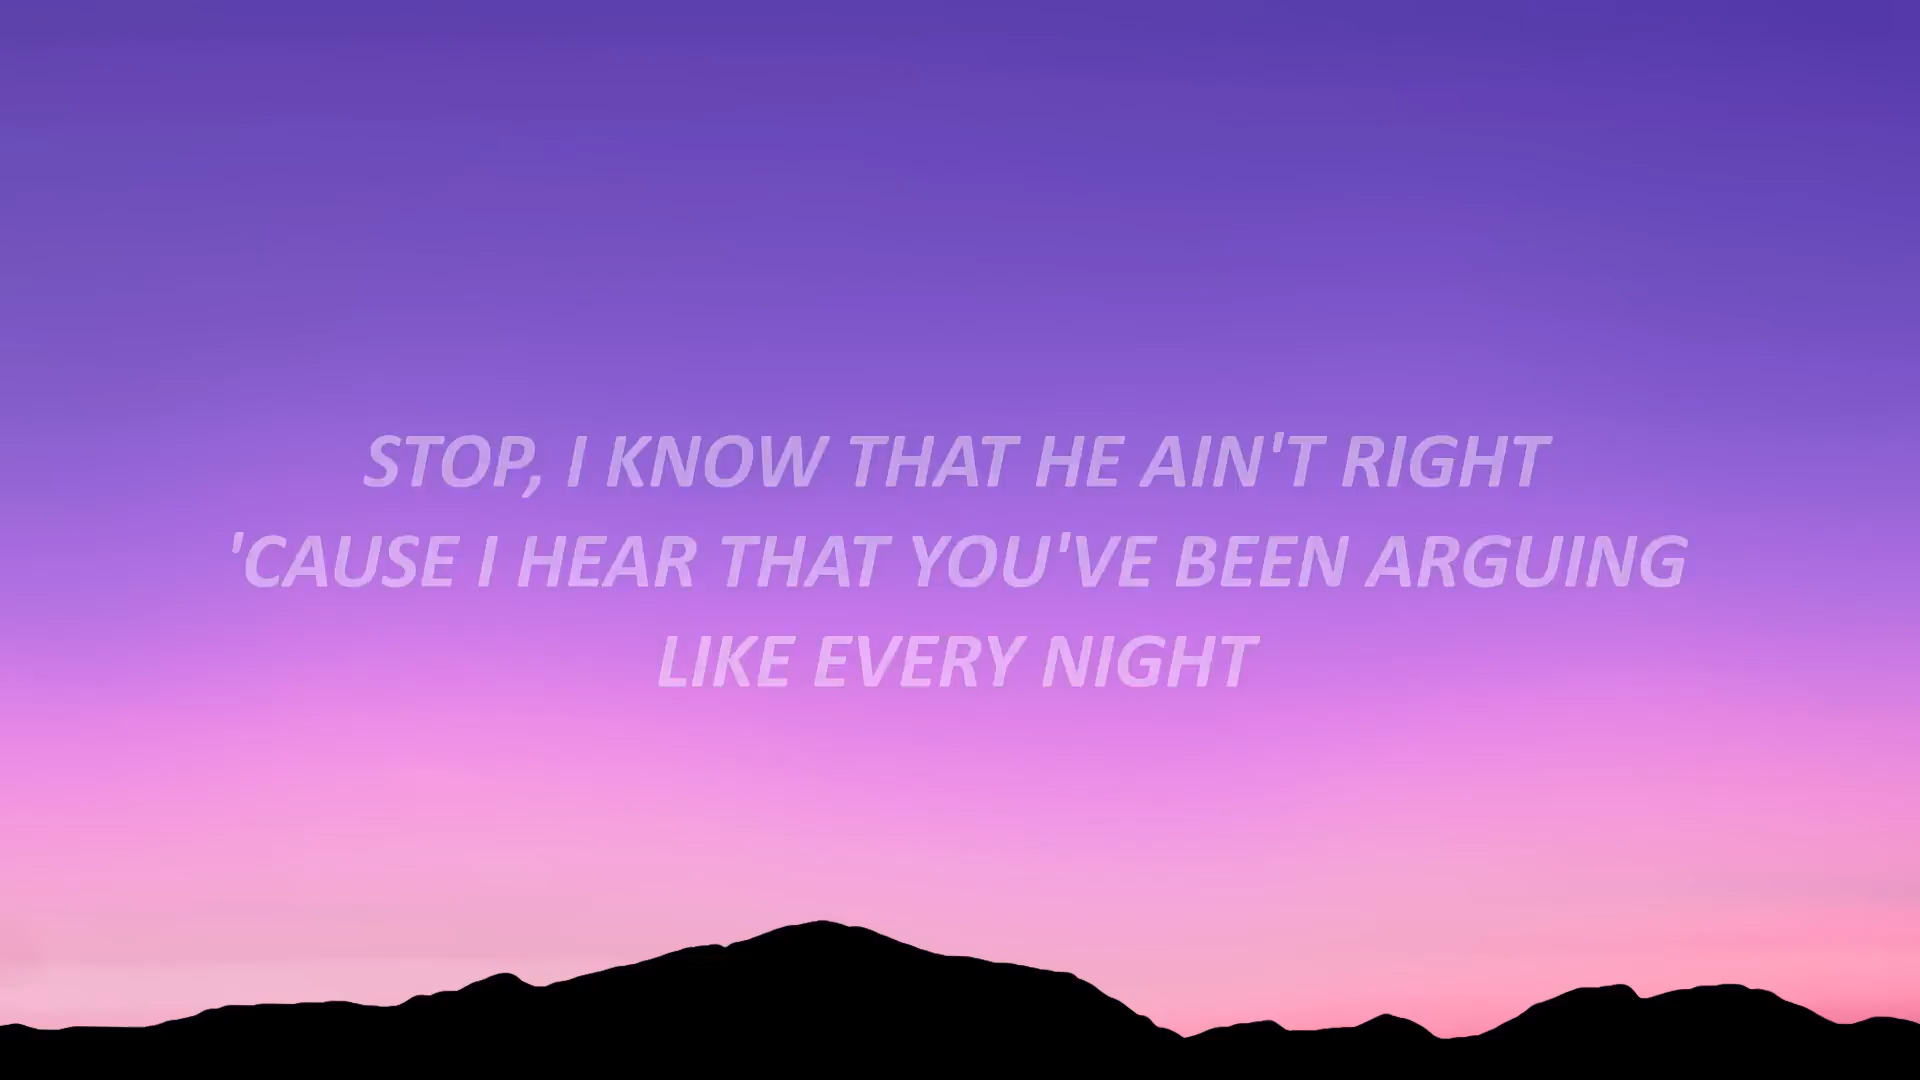 STOP, I KNOW THAT HE AIN'T RIGHT
'CAUSE I HEAR THAT YOU'VE BEEN ARGUING
LIKE EVERY NIGHT